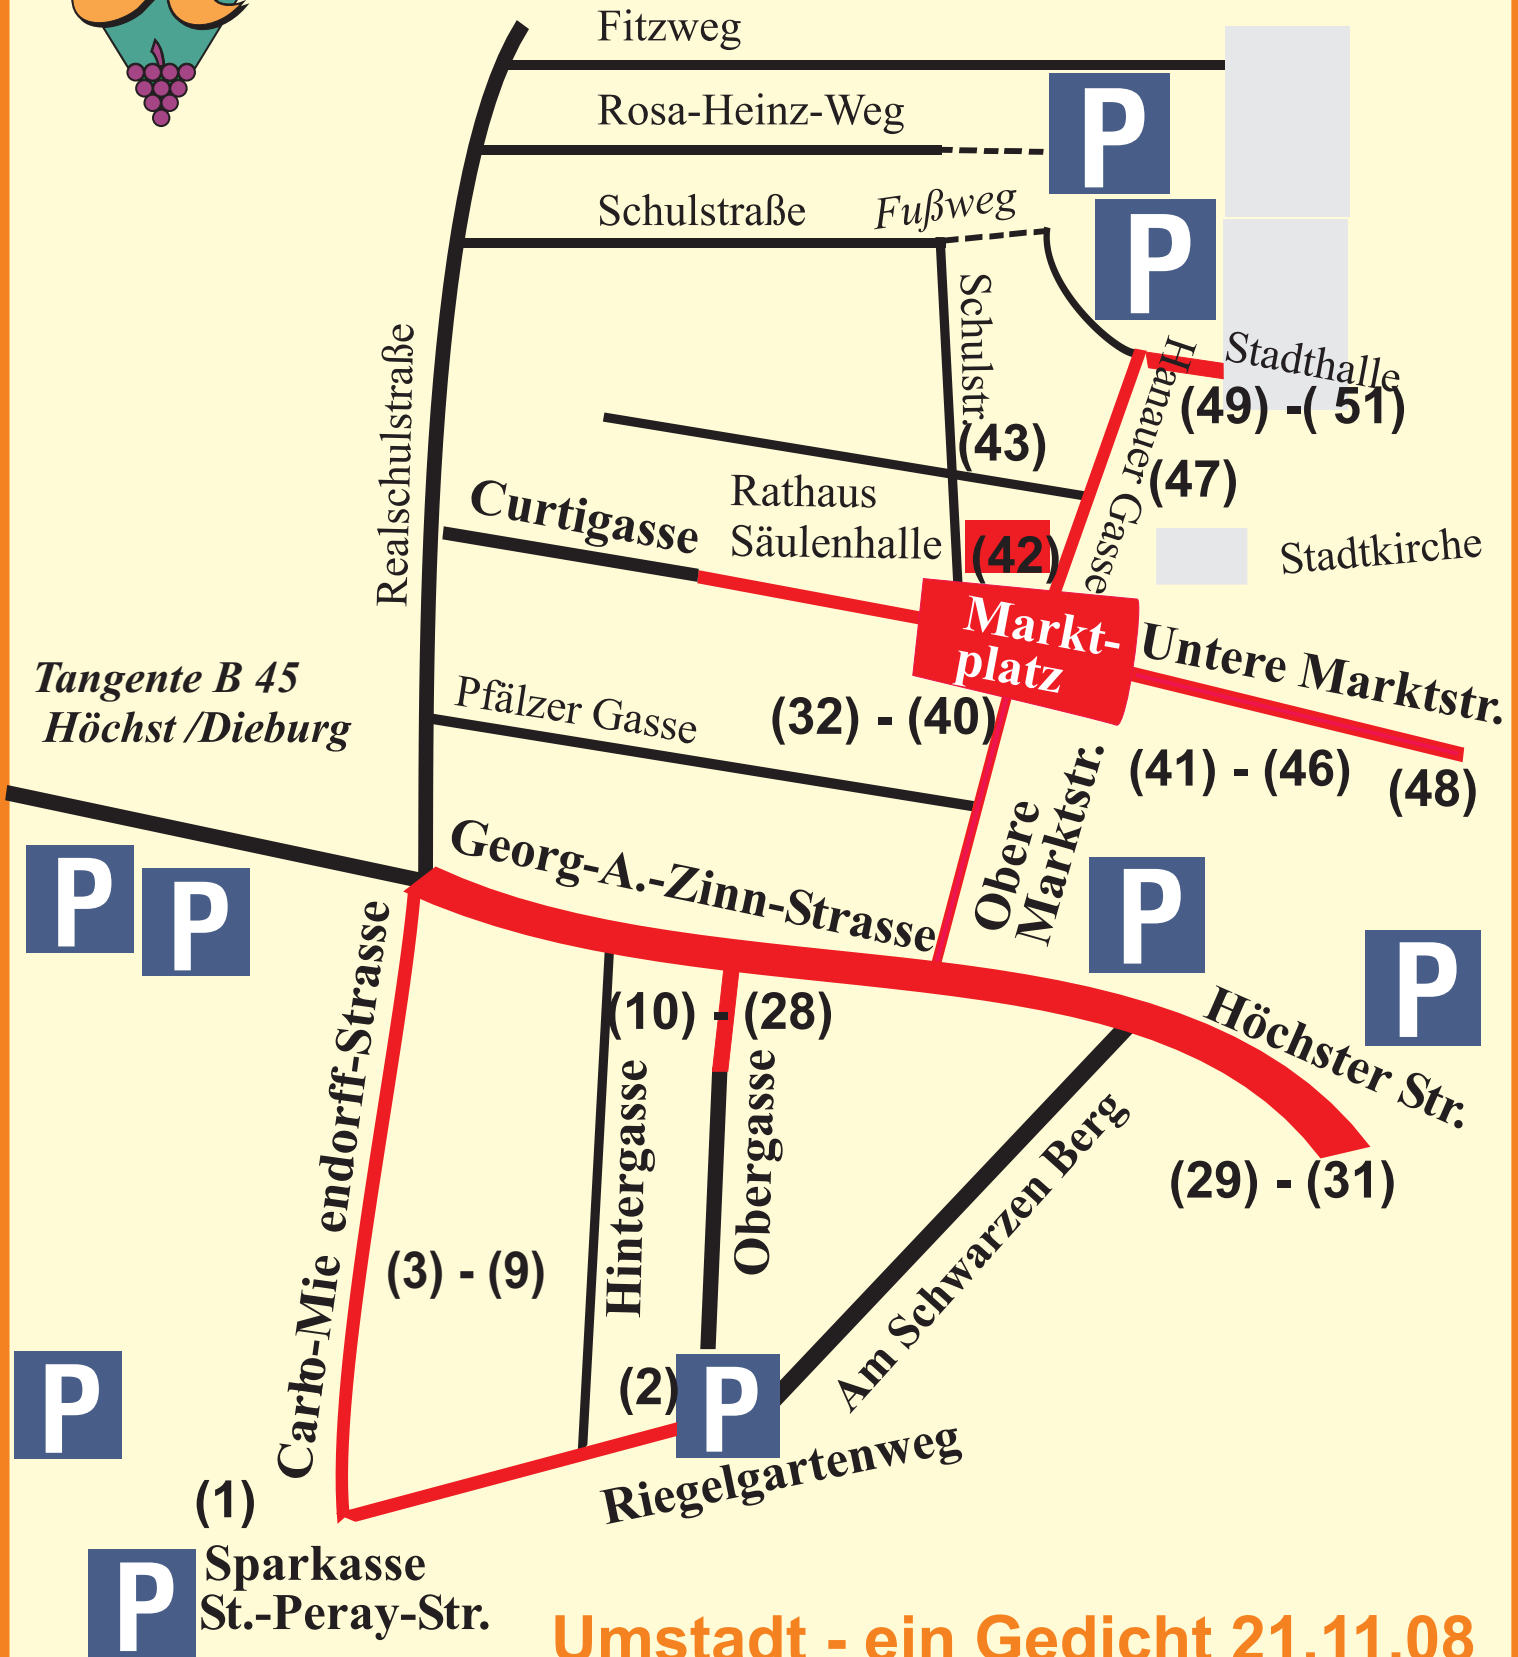 Fitzweg
P
Rosa-Heinz-Weg
P
Schulstraße
Fußweg
Schulstr.
Realschulstraße
Hanauer Gasse
Stadthalle
(49) -( 51)
(43)
(47)
Curtigasse
Rathaus
Säulenhalle
(42)
Stadtkirche
Markt-
platz
Untere Marktstr.
Tangente B 45
Höchst /Dieburg
Pfälzer Gasse
(32) - (40)
(41) - (46)
(48)
Obere
Marktstr.
Georg-A.-Zinn-Strasse
P
P
P
P
Höchster Str.
Carlo-Mie endorff-Strasse
(10) - (28)
Hintergasse
Obergasse
Am Schwarzen Berg
(29) - (31)
(3) - (9)
P
(2)
P
Riegelgartenweg
(1)
P
Sparkasse
St.-Peray-Str.
Umstadt - ein Gedicht 21.11.08